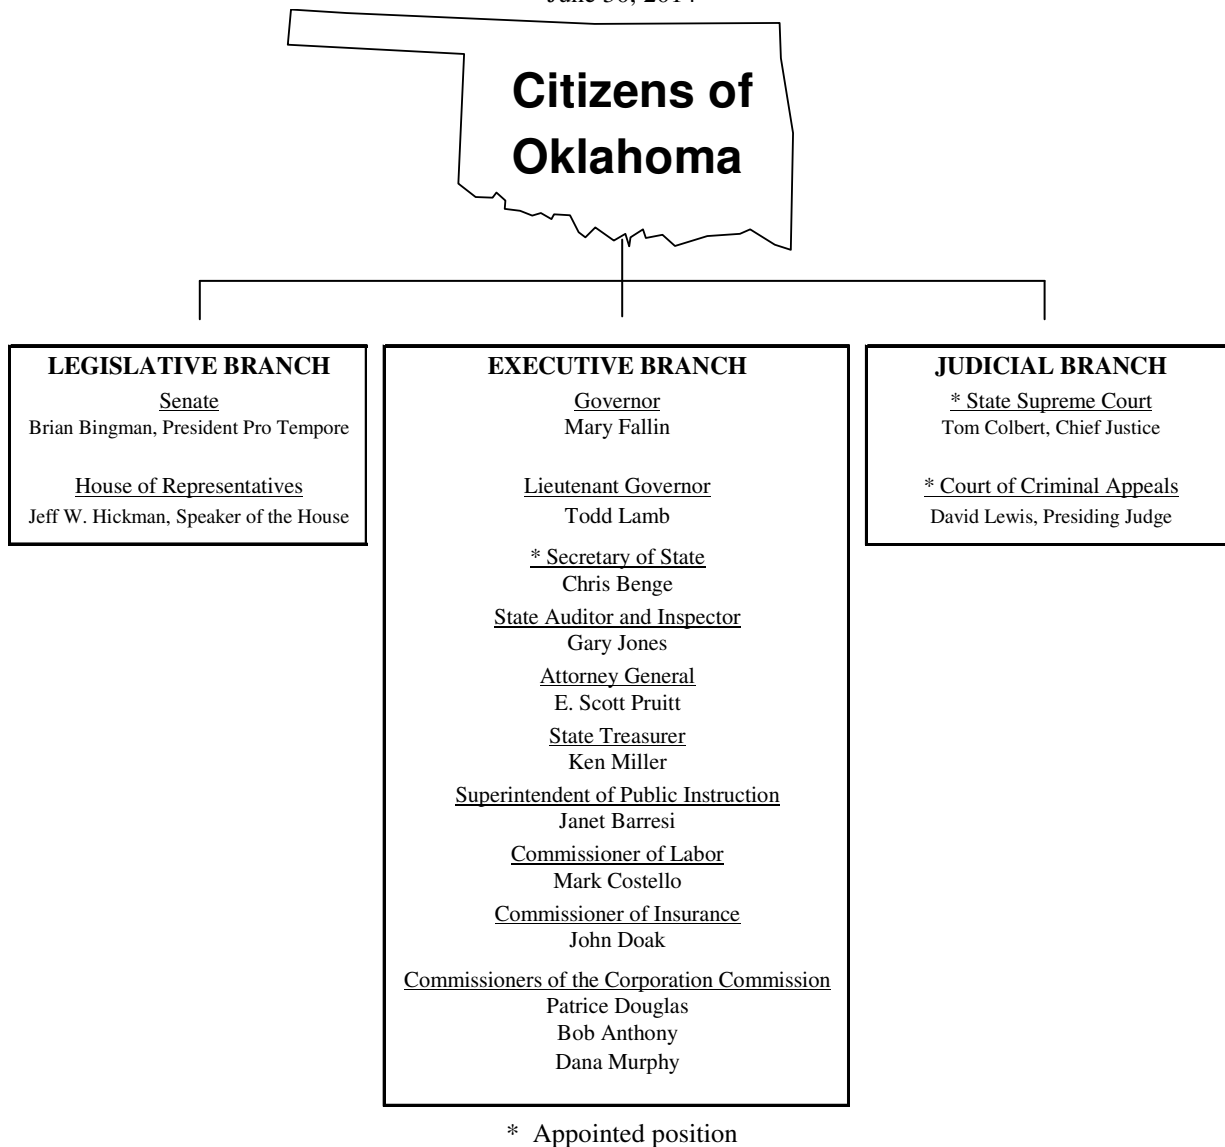 June 30, 2014
Citizens of
Oklahoma
LEGISLATIVE BRANCH
Senate
Brian Bingman, President Pro Tempore
House of Representatives
Jeff W. Hickman, Speaker of the House
EXECUTIVE BRANCH
Governor
Mary Fallin
Lieutenant Governor
Todd Lamb
* Secretary of State
Chris Benge
State Auditor and Inspector
Gary Jones
Attorney General
E. Scott Pruitt
State Treasurer
Ken Miller
Superintendent of Public Instruction
Janet Barresi
Commissioner of Labor
Mark Costello
Commissioner of Insurance
John Doak
Commissioners of the Corporation Commission
Patrice Douglas
Bob Anthony
Dana Murphy
JUDICIAL BRANCH
* State Supreme Court
Tom Colbert, Chief Justice
* Court of Criminal Appeals
David Lewis, Presiding Judge
* Appointed position